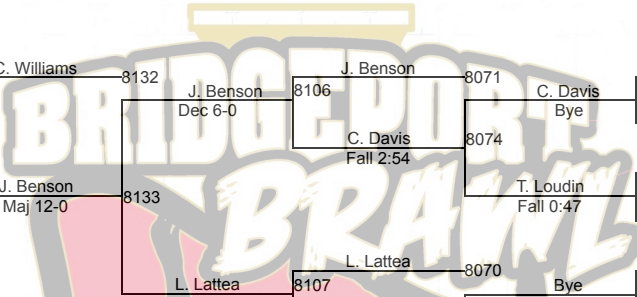 C. Williams
8132
J. Benson
Dec 6-0
8106
J. Benson
8071
C. Davis
Bye
C. Davis
Fall 2:54
8074
J. Benson
Maj 12-0
8133
T. Loudin
Fall 0:47
L. Lattea
8107
L. Lattea
8070
Bye
BRIDGEPORT
BRAWL